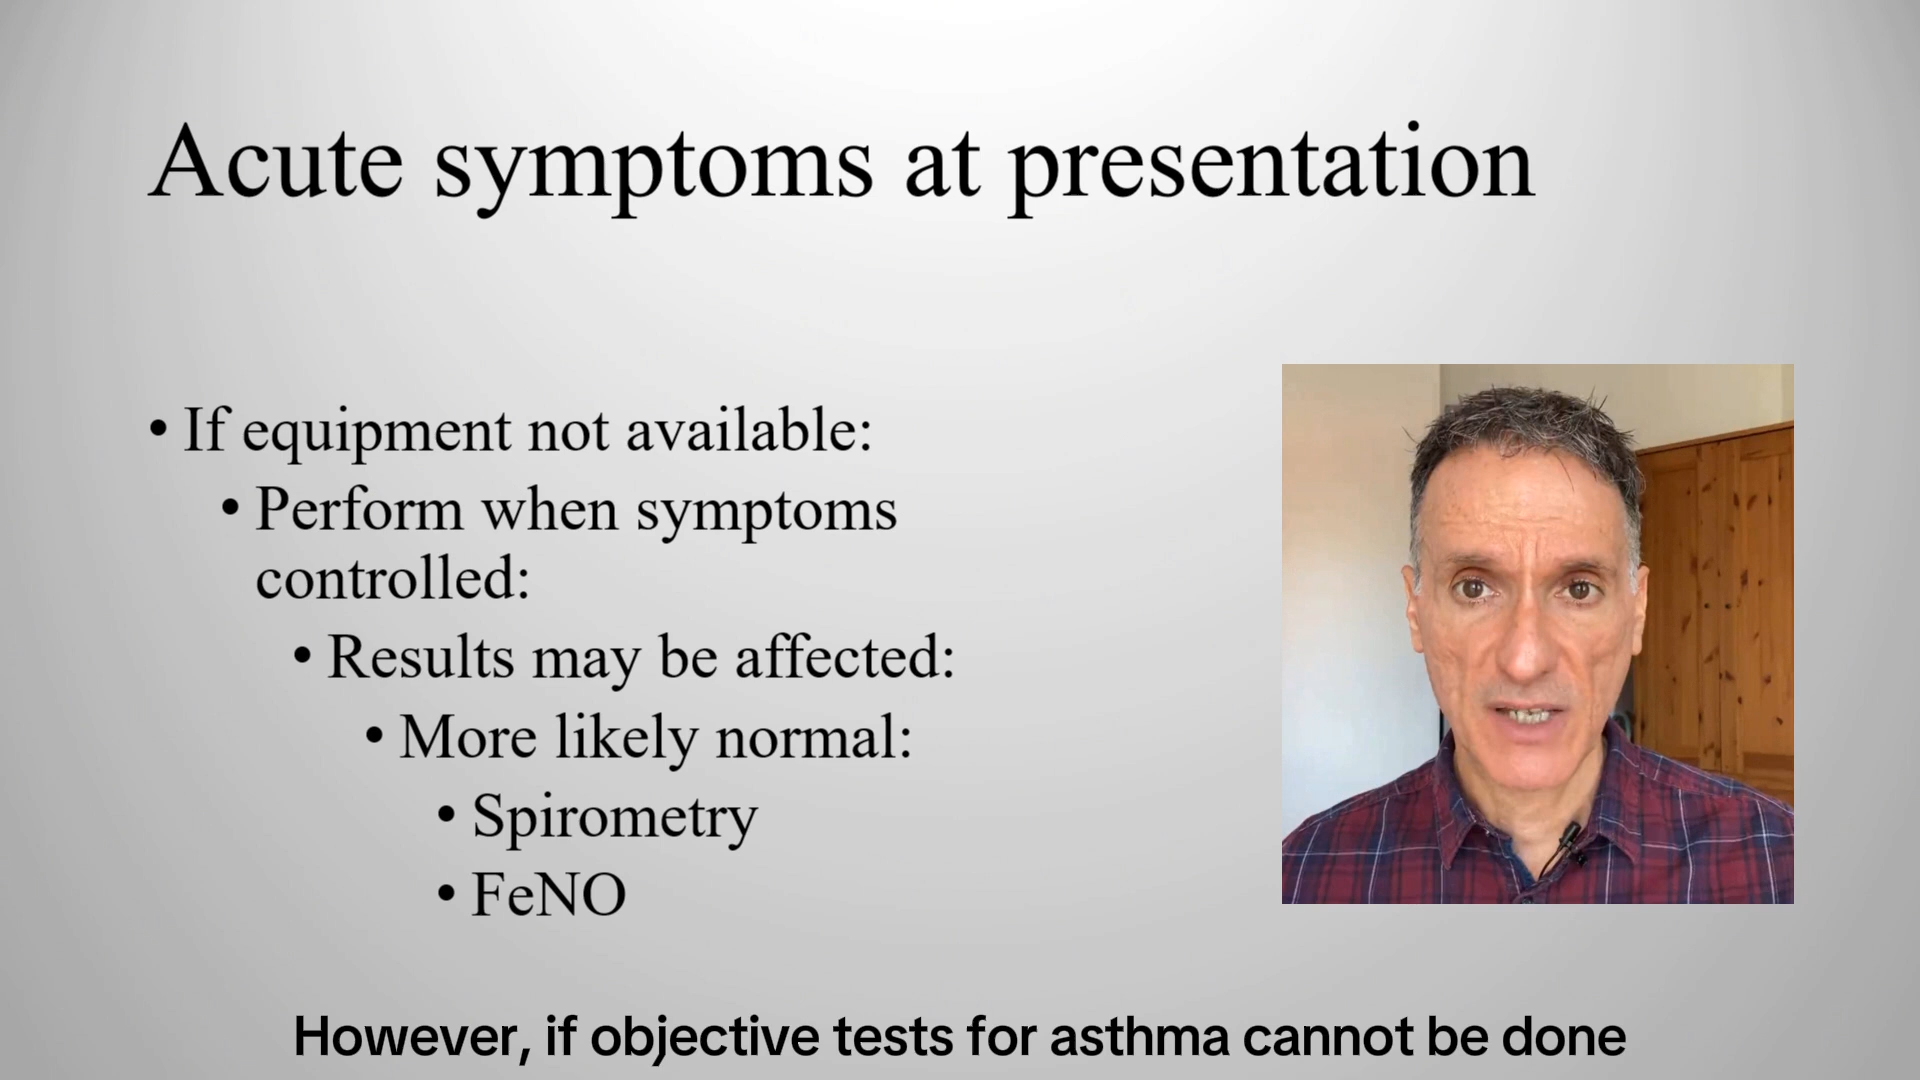 Acute symptoms at presentation
• If equipment not available:
• Perform when symptoms
controlled:
• Results may be affected:
• More likely normal:
• Spirometry
• FeNO
However, if objective tests for asthma cannot be done